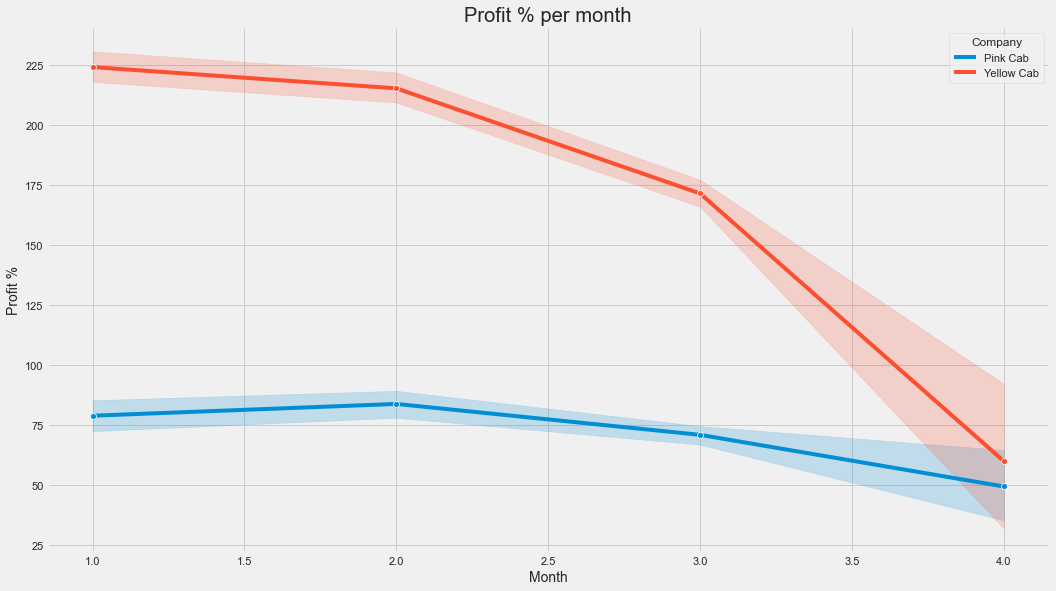 Profit % per month
Company
Pink Cab
Yellow Cab
Profit %
225
200
175
150
125
100
75
50
25
1.0 1.5 2.0 2.5 3.0 3.5 4.0
Month